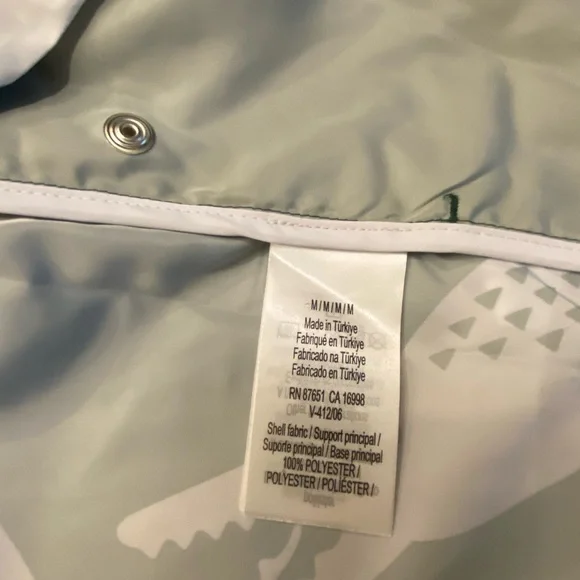 M / M / M / M
Made in Türkiye
Fabriqué en Türkiye
Fabricado na Türkiye
Fabricado en Türkiye
RN 87651 CA 16998
V-412/06
Shell fabric / Support principal /
Suporte principal / Base principal
100% POLYESTER /
POLYESTER / POLIÉSTER /